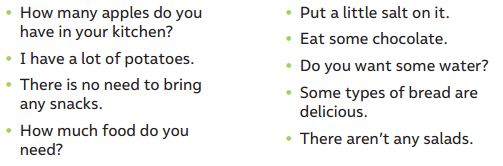 • How many apples do you
have in your kitchen?
• I have a lot of potatoes.
• There is no need to bring
any snacks.
• How much food do you
need?
• Put a little salt on it.
• Eat some chocolate.
• Do you want some water?
• Some types of bread are
delicious.
• There aren’t any salads.